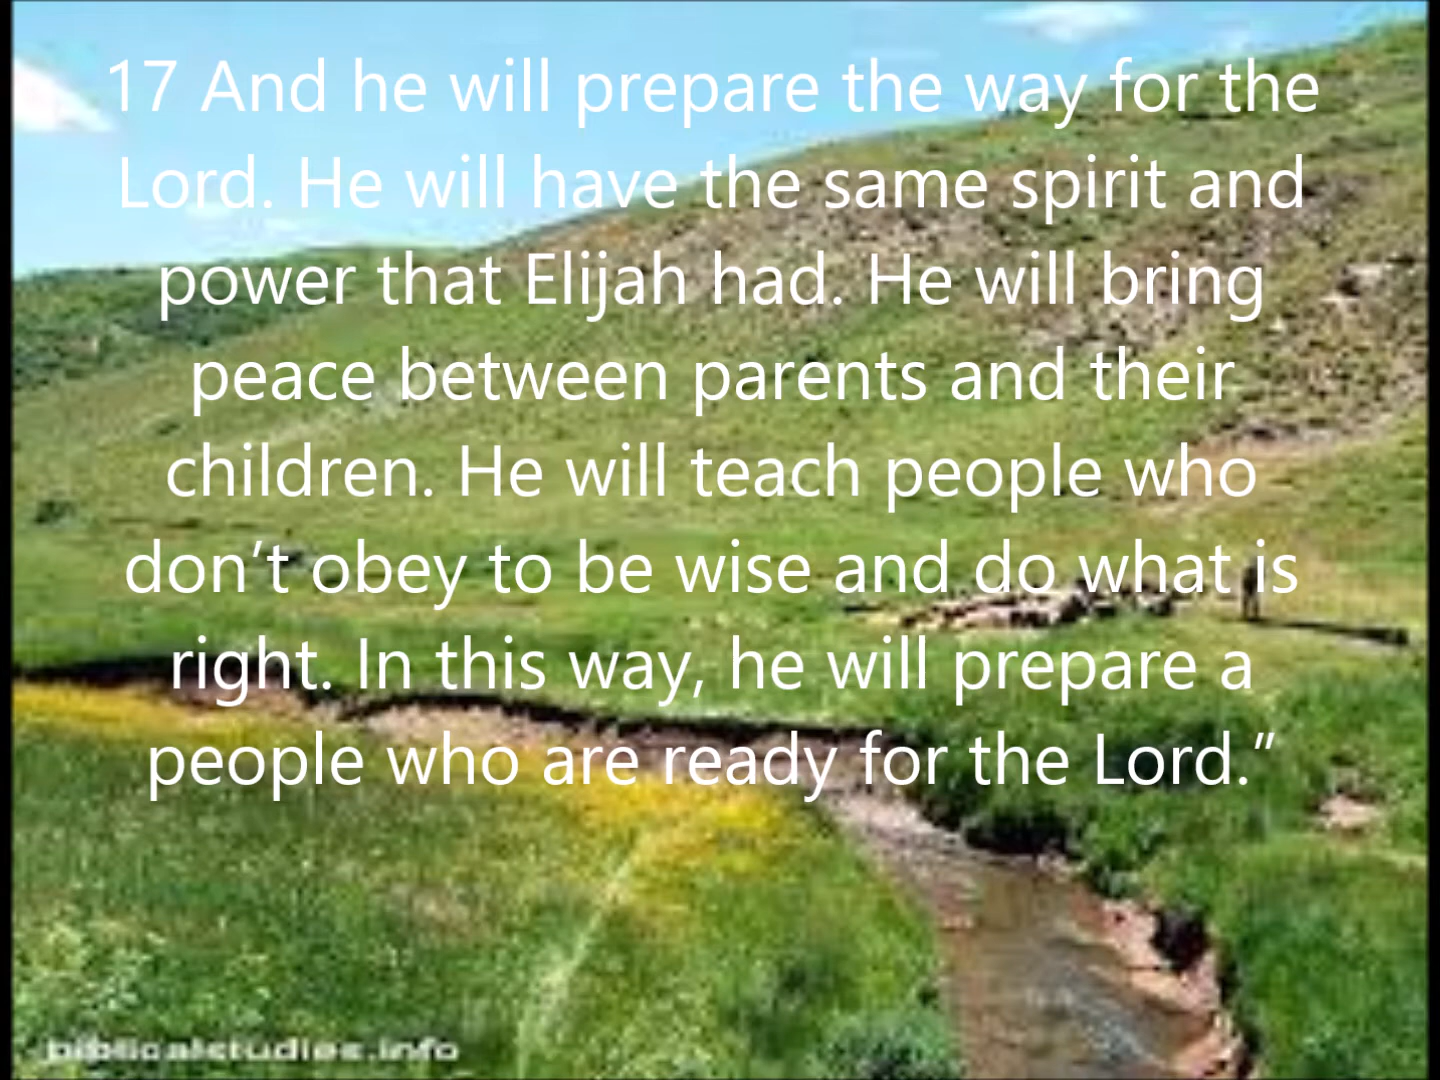 17 And he will prepare the way for the
Lord. He will have the same spirit and
power that Elijah had. He will bring
peace between parents and their
children. He will teach people who
don’t obey to be wise and do what is
right. In this way, he will prepare a
people who are ready for the Lord.”
biblicalstudies.info